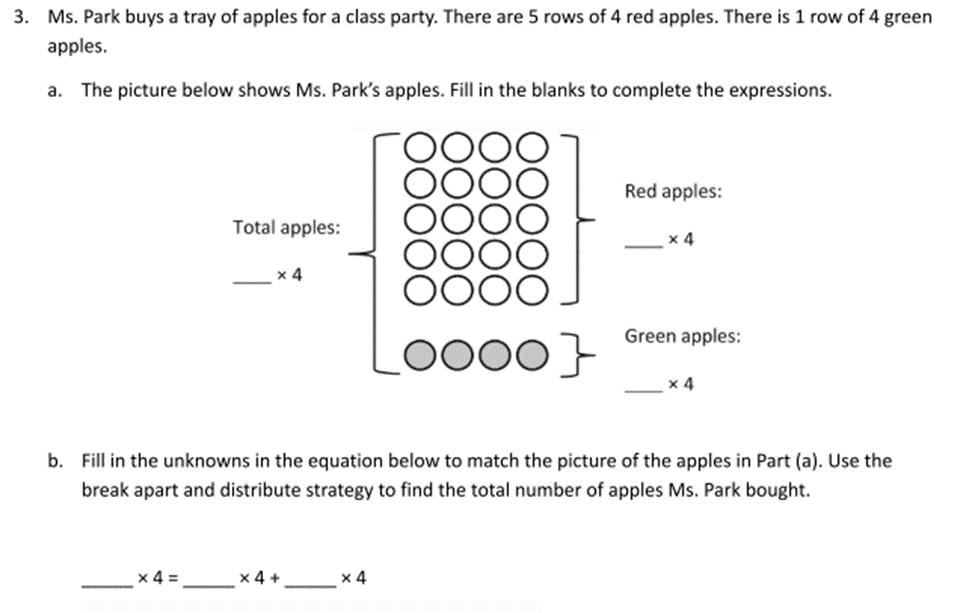 3. Ms. Park buys a tray of apples for a class party. There are 5 rows of 4 red apples. There is 1 row of 4 green
apples.
a. The picture below shows Ms. Park’s apples. Fill in the blanks to complete the expressions.
Red apples:
Total apples:
____ × 4
____ × 4
Green apples:
____ × 4
b. Fill in the unknowns in the equation below to match the picture of the apples in Part (a). Use the
break apart and distribute strategy to find the total number of apples Ms. Park bought.
_____ × 4 = _____ × 4 + _____ × 4